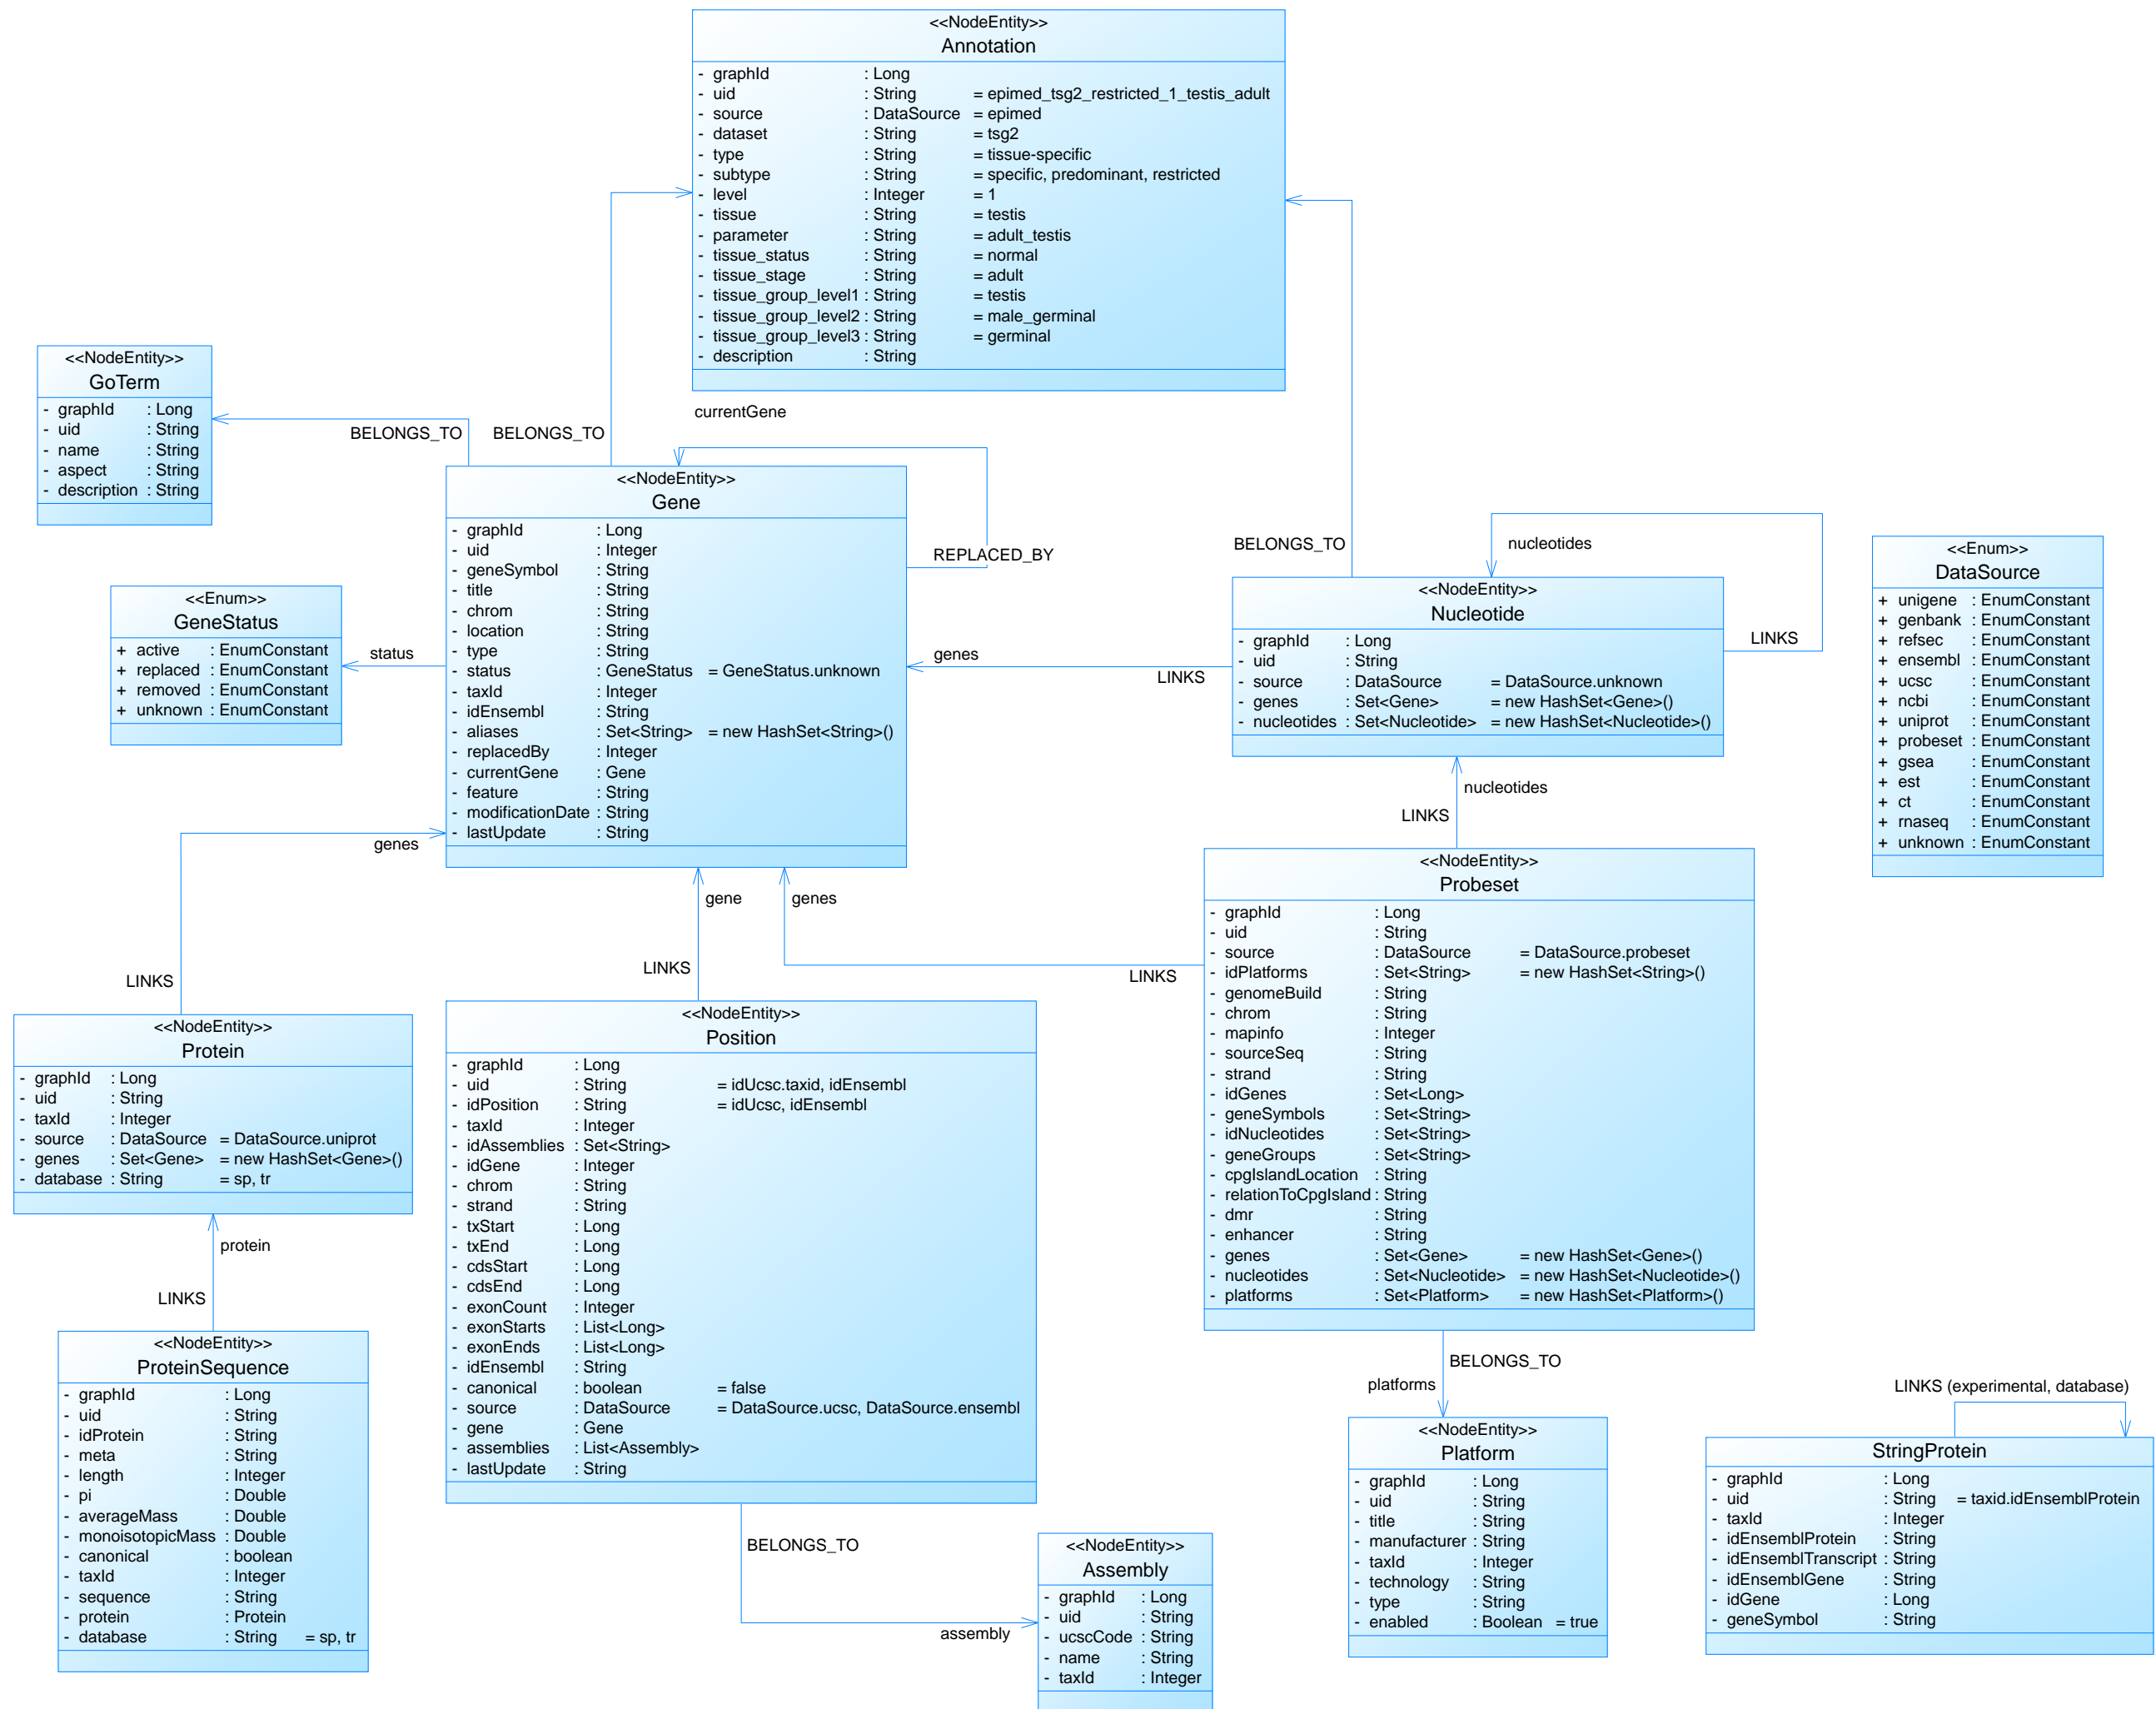 <<NodeEntity>>
Annotation
- graphId : Long
- uid : String = epimed_tsg2_restricted_1_testis_adult
- source : DataSource = epimed
- dataset : String = tsg2
- type : String = tissue-specific
- subtype : String = specific, predominant, restricted
- level : Integer = 1
- tissue : String = testis
- parameter : String = adult_testis
- tissue_status : String = normal
- tissue_stage : String = adult
- tissue_group_level1 : String = testis
- tissue_group_level2 : String = male_germinal
- tissue_group_level3 : String = germinal
- description : String
<<NodeEntity>>
GoTerm
- graphId : Long
- uid : String
- name : String
- aspect : String
- description : String
BELONGS_TO
BELONGS_TO
currentGene
REPLACED_BY
<<NodeEntity>>
Gene
- graphId : Long
- uid : Integer
- geneSymbol : String
- title : String
- chrom : String
- location : String
- type : String
- status : GeneStatus = GeneStatus.unknown
- taxId : Integer
- idEnsembl : String
- aliases : Set<String> = new HashSet<String>()
- replacedBy : Integer
- currentGene : Gene
- feature : String
- modificationDate : String
- lastUpdate : String
<<Enum>>
GeneStatus
+ active : EnumConstant
+ replaced : EnumConstant
+ removed : EnumConstant
+ unknown : EnumConstant
status
BELONGS_TO
nucleotides
LINKS
<<NodeEntity>>
Nucleotide
- graphId : Long
- uid : String
- source : DataSource = DataSource.unknown
- genes : Set<Gene> = new HashSet<Gene>()
- nucleotides : Set<Nucleotide> = new HashSet<Nucleotide>()
genes
LINKS
<<Enum>>
DataSource
+ unigene : EnumConstant
+ genbank : EnumConstant
+ refsec : EnumConstant
+ ensembl : EnumConstant
+ ucsc : EnumConstant
+ ncbi : EnumConstant
+ uniprot : EnumConstant
+ probeset : EnumConstant
+ gsea : EnumConstant
+ est : EnumConstant
+ ct : EnumConstant
+ rnaseq : EnumConstant
+ unknown : EnumConstant
nucleotides
LINKS
genes
LINKS
gene
LINKS
genes
LINKS
<<NodeEntity>>
Probeset
- graphId : Long
- uid : String
- source : DataSource = DataSource.probeset
- idPlatforms : Set<String> = new HashSet<String>()
- genomeBuild : String
- chrom : String
- mapinfo : Integer
- sourceSeq : String
- strand : String
- idGenes : Set<Long>
- geneSymbols : Set<String>
- idNucleotides : Set<String>
- geneGroups : Set<String>
- cpgIslandLocation : String
- relationToCpgIsland : String
- dmr : String
- enhancer : String
- genes : Set<Gene> = new HashSet<Gene>()
- nucleotides : Set<Nucleotide> = new HashSet<Nucleotide>()
- platforms : Set<Platform> = new HashSet<Platform>()
<<NodeEntity>>
Protein
- graphId : Long
- uid : String
- taxId : Integer
- source : DataSource = DataSource.uniprot
- genes : Set<Gene> = new HashSet<Gene>()
- database : String = sp, tr
protein
LINKS
<<NodeEntity>>
Position
- graphId : Long
- uid : String = idUcsc.taxid, idEnsembl
- idPosition : String = idUcsc, idEnsembl
- taxId : Integer
- idAssemblies : Set<String>
- idGene : Integer
- chrom : String
- strand : String
- txStart : Long
- txEnd : Long
- cdsStart : Long
- cdsEnd : Long
- exonCount : Integer
- exonStarts : List<Long>
- exonEnds : List<Long>
- idEnsembl : String
- canonical : boolean = false
- source : DataSource = DataSource.ucsc, DataSource.ensembl
- gene : Gene
- assemblies : List<Assembly>
- lastUpdate : String
<<NodeEntity>>
ProteinSequence
- graphId : Long
- uid : String
- idProtein : String
- meta : String
- length : Integer
- pi : Double
- averageMass : Double
- monoisotopicMass : Double
- canonical : boolean
- taxId : Integer
- sequence : String
- protein : Protein
- database : String = sp, tr
BELONGS_TO
assembly
<<NodeEntity>>
Assembly
- graphId : Long
- uid : String
- ucscCode : String
- name : String
- taxId : Integer
BELONGS_TO
platforms
<<NodeEntity>>
Platform
- graphId : Long
- uid : String
- title : String
- manufacturer : String
- taxId : Integer
- technology : String
- type : String
- enabled : Boolean = true
LINKS (experimental, database)
StringProtein
- graphId : Long
- uid : String = taxid.idEnsemblProtein
- taxId : Integer
- idEnsemblProtein : String
- idEnsemblTranscript : String
- idEnsemblGene : String
- idGene : Long
- geneSymbol : String